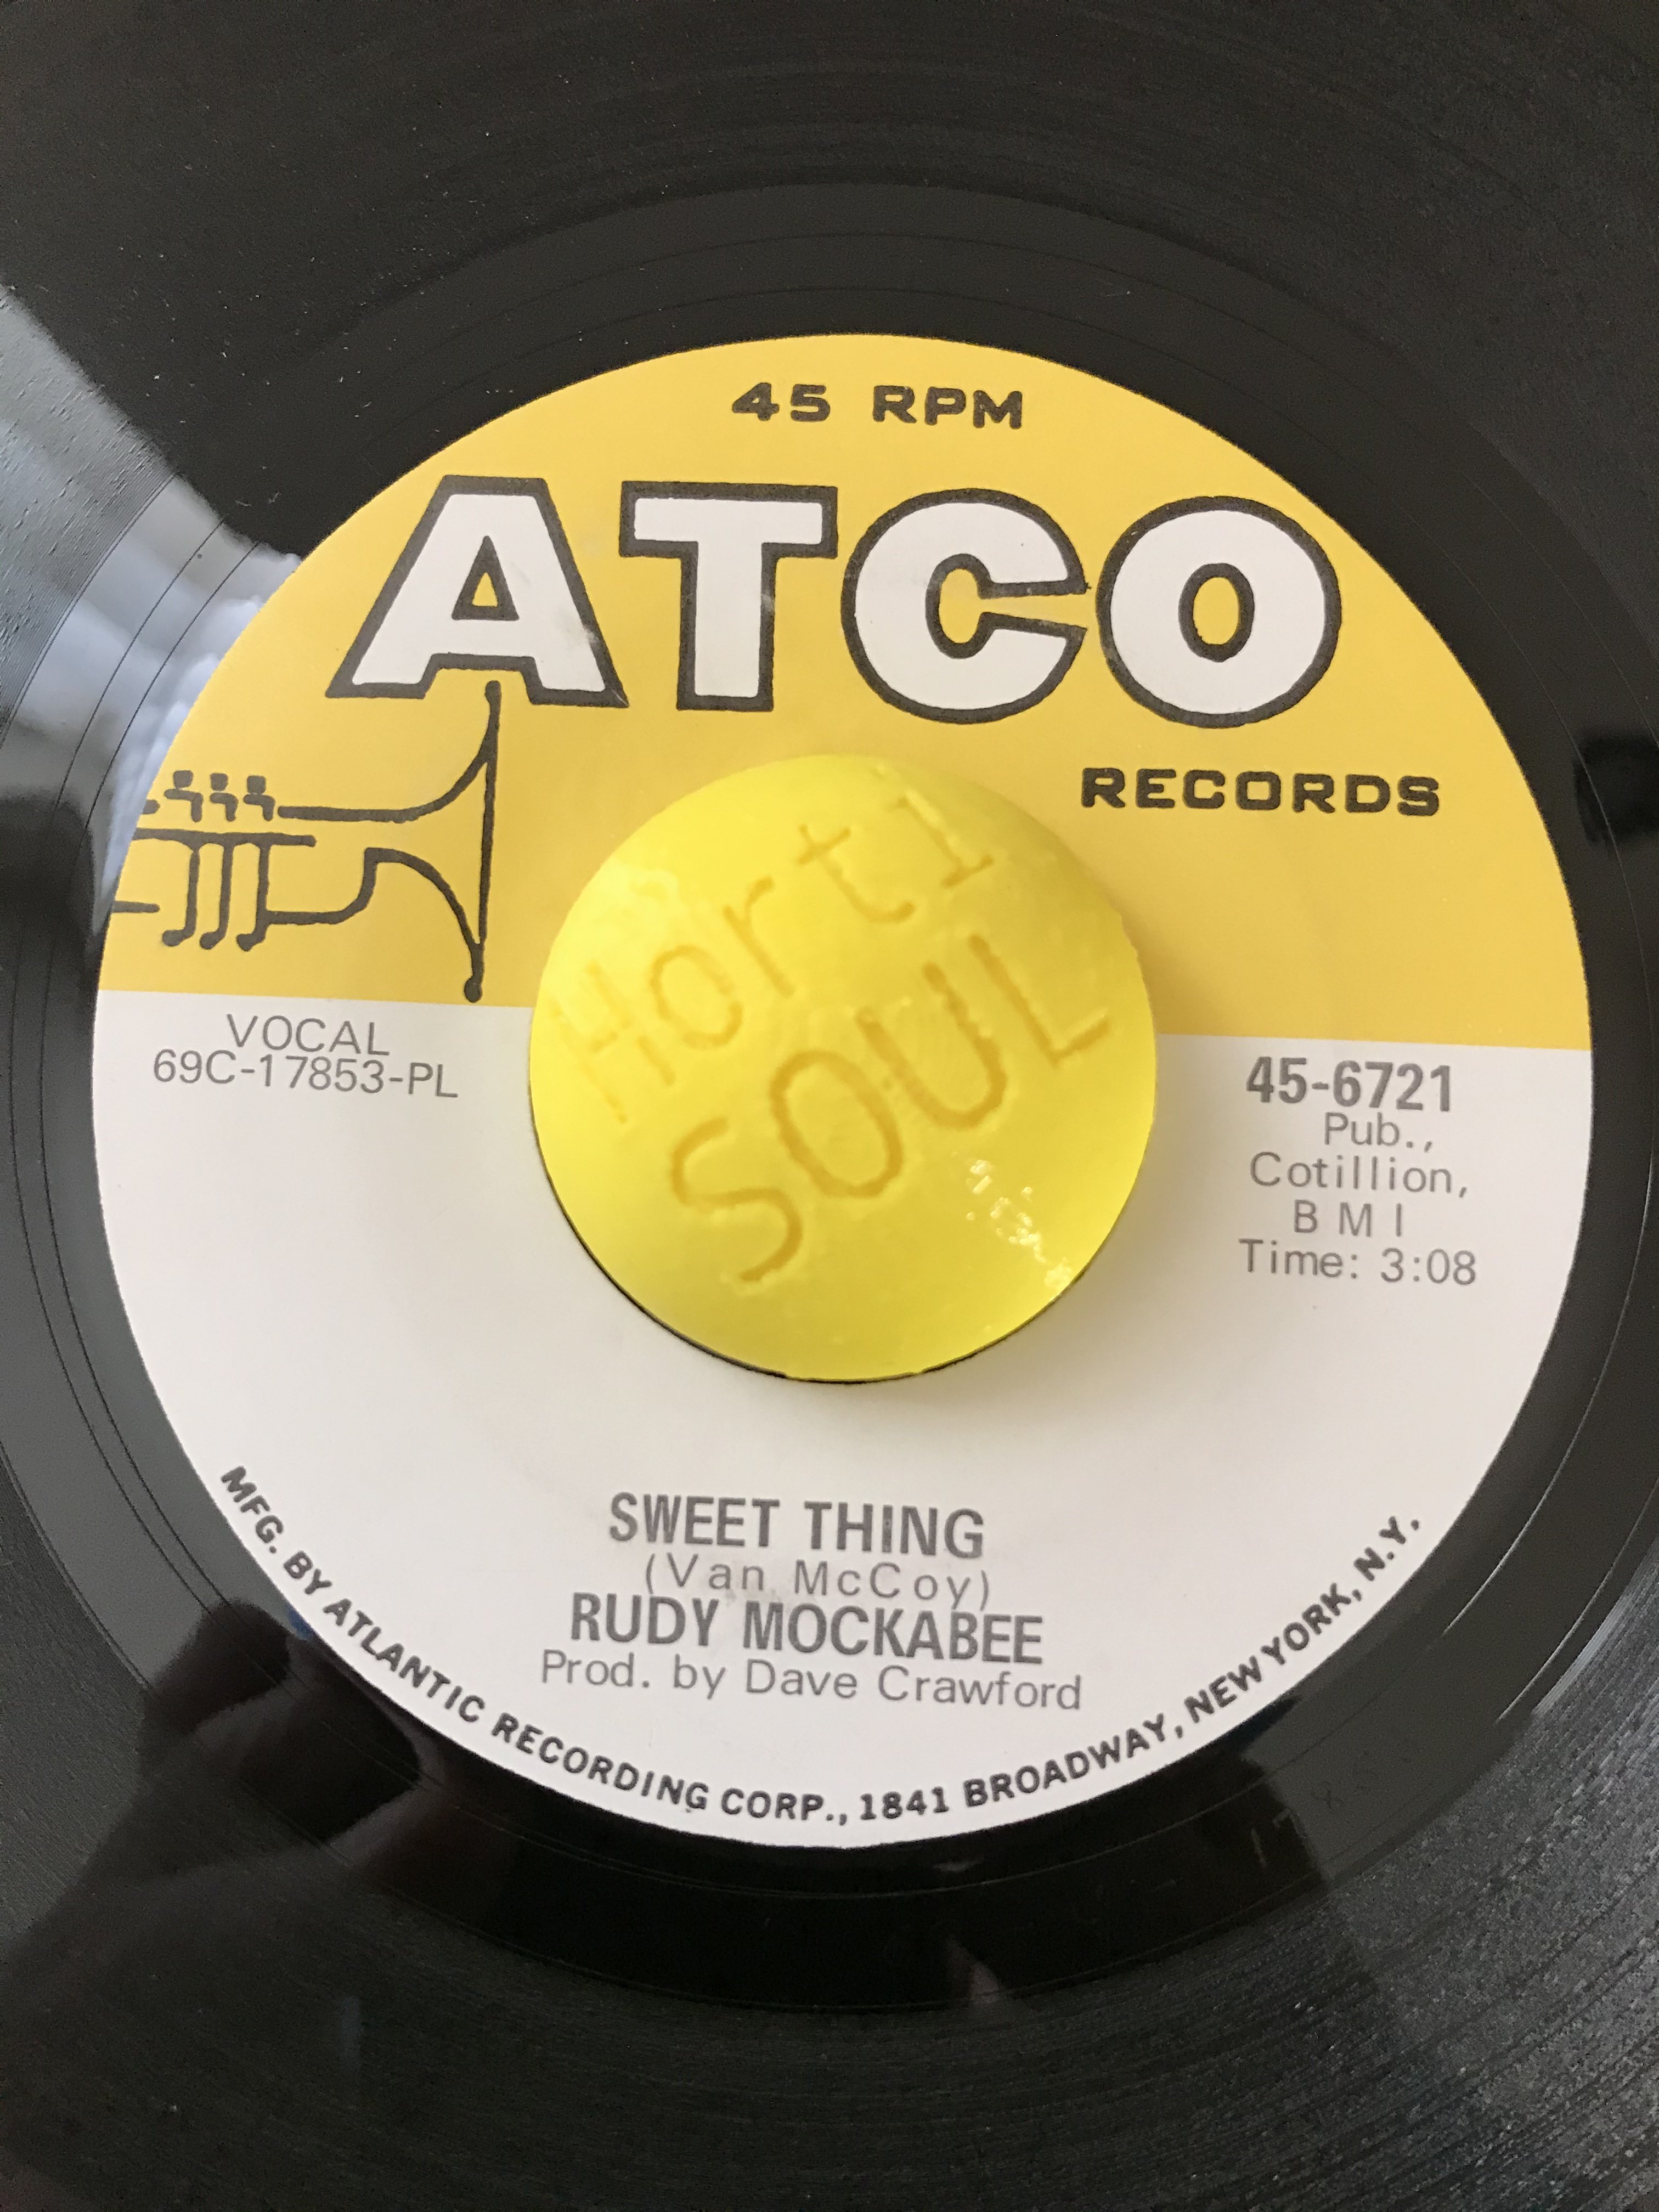 45 RPM
ATCO
RECORDS
Horti
SOUL
VOCAL
69C-17853-PL
45-6721
Pub.,
Cotillion,
B M I
Time: 3:08
SWEET THING
(Van McCoy)
RUDY MOCKABEE
Prod. by Dave Crawford
MFG. BY ATLANTIC RECORDING CORP., 1841 BROADWAY, NEW YORK, N.Y.